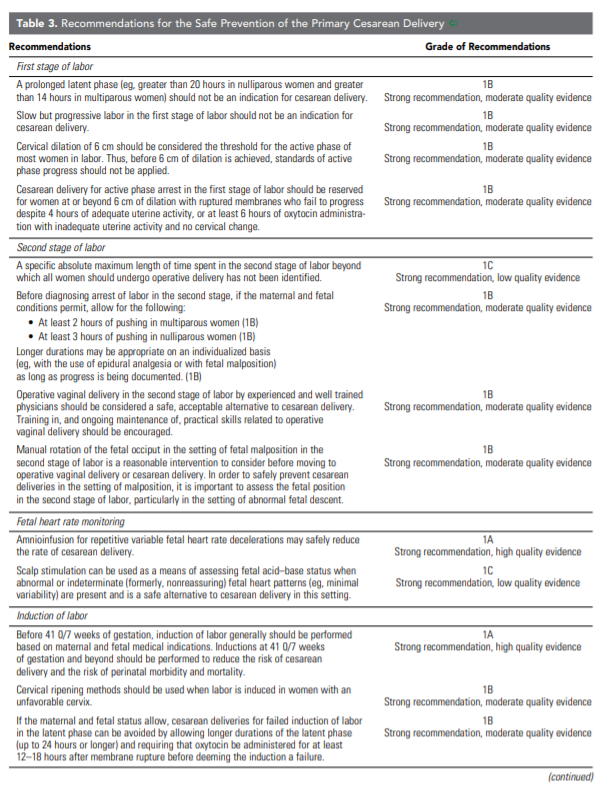 Table 3. Recommendations for the Safe Prevention of the Primary Cesarean Delivery ⇦
Recommendations Grade of Recommendations
First stage of labor
A prolonged latent phase (eg, greater than 20 hours in nulliparous women and greater 1B
than 14 hours in multiparous women) should not be an indication for cesarean delivery. Strong recommendation, moderate quality evidence
Slow but progressive labor in the first stage of labor should not be an indication for 1B
cesarean delivery. Strong recommendation, moderate quality evidence
Cervical dilation of 6 cm should be considered the threshold for the active phase of 1B
most women in labor. Thus, before 6 cm of dilation is achieved, standards of active Strong recommendation, moderate quality evidence
phase progress should not be applied.
Cesarean delivery for active phase arrest in the first stage of labor should be reserved 1B
for women at or beyond 6 cm of dilation with ruptured membranes who fail to progress Strong recommendation, moderate quality evidence
despite 4 hours of adequate uterine activity, or at least 6 hours of oxytocin administra-
tion with inadequate uterine activity and no cervical change.
Second stage of labor
A specific absolute maximum length of time spent in the second stage of labor beyond 1C
which all women should undergo operative delivery has not been identified. Strong recommendation, low quality evidence
Before diagnosing arrest of labor in the second stage, if the maternal and fetal 1B
conditions permit, allow for the following: Strong recommendation, moderate quality evidence
• At least 2 hours of pushing in multiparous women (1B)
• At least 3 hours of pushing in nulliparous women (1B)
Longer durations may be appropriate on an individualized basis
(eg, with the use of epidural analgesia or with fetal malposition)
as long as progress is being documented. (1B)
Operative vaginal delivery in the second stage of labor by experienced and well trained 1B
physicians should be considered a safe, acceptable alternative to cesarean delivery. Strong recommendation, moderate quality evidence
Training in, and ongoing maintenance of, practical skills related to operative
vaginal delivery should be encouraged.
Manual rotation of the fetal occiput in the setting of fetal malposition in the 1B
second stage of labor is a reasonable intervention to consider before moving to Strong recommendation, moderate quality evidence
operative vaginal delivery or cesarean delivery. In order to safely prevent cesarean
deliveries in the setting of malposition, it is important to assess the fetal position
in the second stage of labor, particularly in the setting of abnormal fetal descent.
Fetal heart rate monitoring
Amnioinfusion for repetitive variable fetal heart rate decelerations may safely reduce 1A
the rate of cesarean delivery. Strong recommendation, high quality evidence
Scalp stimulation can be used as a means of assessing fetal acid–base status when 1C
abnormal or indeterminate (formerly, nonreassuring) fetal heart patterns (eg, minimal Strong recommendation, low quality evidence
variability) are present and is a safe alternative to cesarean delivery in this setting.
Induction of labor
Before 41 0/7 weeks of gestation, induction of labor generally should be performed 1A
based on maternal and fetal medical indications. Inductions at 41 0/7 weeks Strong recommendation, high quality evidence
of gestation and beyond should be performed to reduce the risk of cesarean
delivery and the risk of perinatal morbidity and mortality.
Cervical ripening methods should be used when labor is induced in women with an 1B
unfavorable cervix. Strong recommendation, moderate quality evidence
If the maternal and fetal status allow, cesarean deliveries for failed induction of labor 1B
in the latent phase can be avoided by allowing longer durations of the latent phase Strong recommendation, moderate quality evidence
(up to 24 hours or longer) and requiring that oxytocin be administered for at least
12–18 hours after membrane rupture before deeming the induction a failure.
(continued)